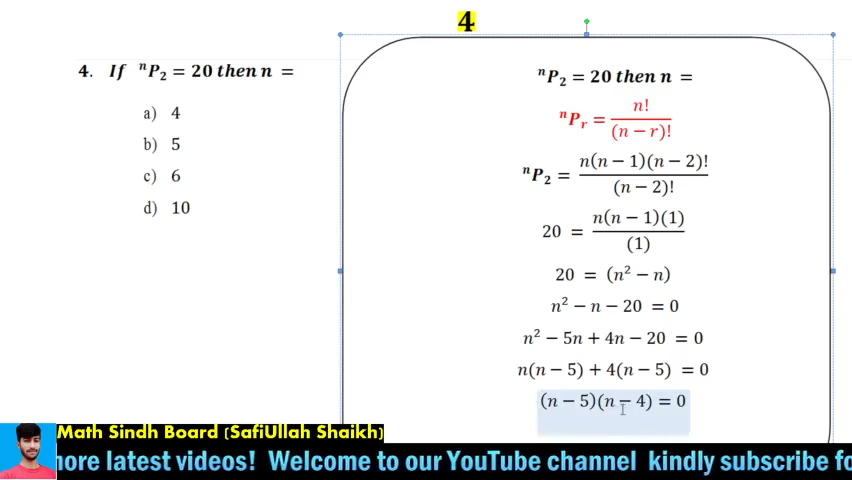 4
4. If ⁿP₂ = 20 then n =
a) 4
b) 5
c) 6
d) 10
ⁿP₂ = 20 then n =
ⁿPᵣ = n! / (n − r)!
ⁿP₂ = n(n − 1)(n − 2)! / (n − 2)!
20 = n(n − 1)(1) / (1)
20 = (n² − n)
n² − n − 20 = 0
n² − 5n + 4n − 20 = 0
n(n − 5) + 4(n − 5) = 0
(n − 5)(n − 4) = 0
Math Sindh Board (SafiUllah Shaikh)
more latest videos! Welcome to our YouTube channel kindly subscribe fo